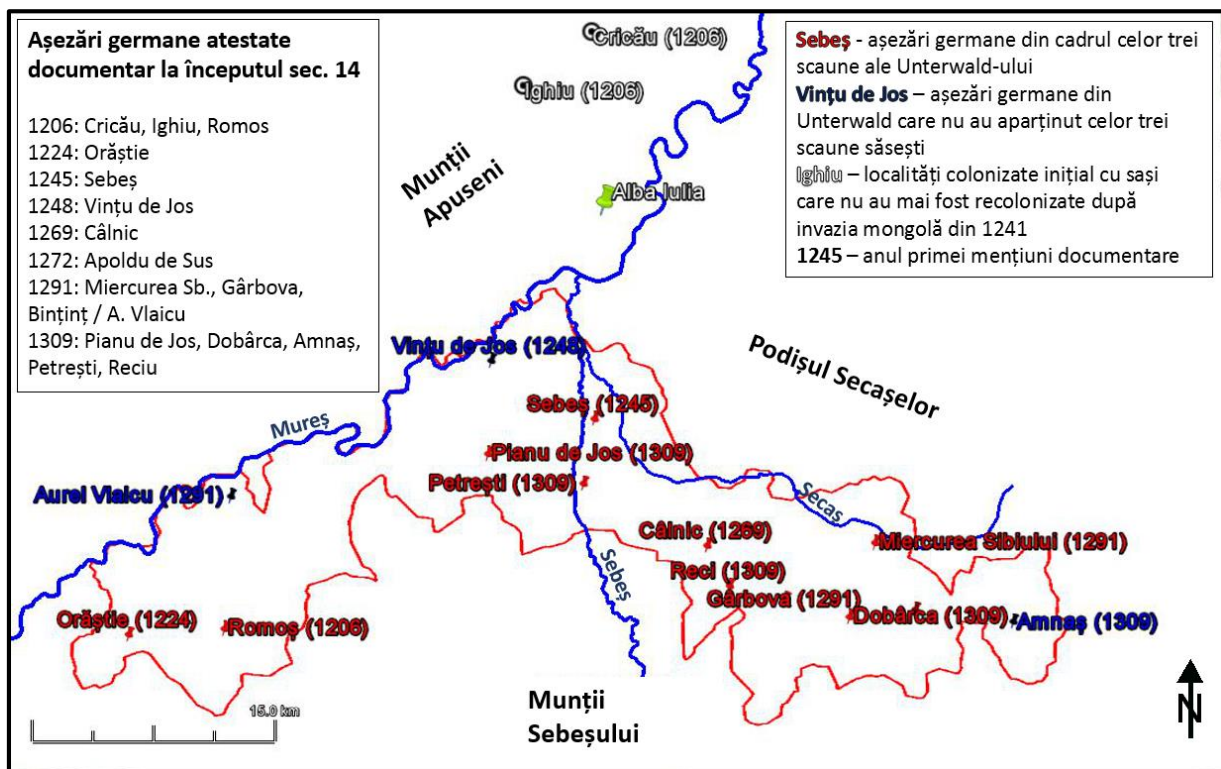 Așezări germane atestate
documentar la începutul sec. 14
1206: Cricău, Ighiu, Romos
1224: Orăștie
1245: Sebeș
1248: Vințu de Jos
1269: Câlnic
1272: Apoldu de Sus
1291: Miercurea Sb., Gârbova,
Binținț / A. Vlaicu
1309: Pianu de Jos, Dobârca, Amnaș,
Petrești, Reciu
Sebeș - așezări germane din cadrul celor trei
scaune ale Unterwald-ului
Vințu de Jos – așezări germane din
Unterwald care nu au aparținut celor trei
scaune săsești
Ighiu – localități colonizate inițial cu sași
care nu au mai fost recolonizate după
invazia mongolă din 1241
1245 – anul primei mențiuni documentare
Cricău (1206)
Ighiu (1206)
Munții
Apuseni
Alba Iulia
Vințu de Jos (1248)
Podișul Secașelor
Sebeș (1245)
Mureș
Pianu de Jos (1309)
Petrești (1309)
Aurel Vlaicu (1291)
Secaș
Câlnic (1269)
Miercurea Sibiului (1291)
Reci (1309)
Sebeș
Gârbova (1291)
Dobârca (1309)
Amnaș (1309)
Orăștie (1224)
Romoș (1206)
Munții
Sebeșului
15.0 km
N